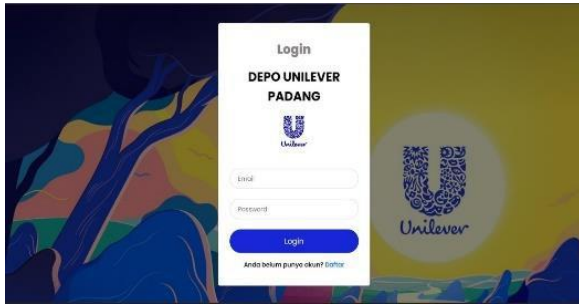 Login
DEPO UNILEVER
PADANG
Unilever
Email
Password
Login
Anda belum punya akun? Daftar
Unilever